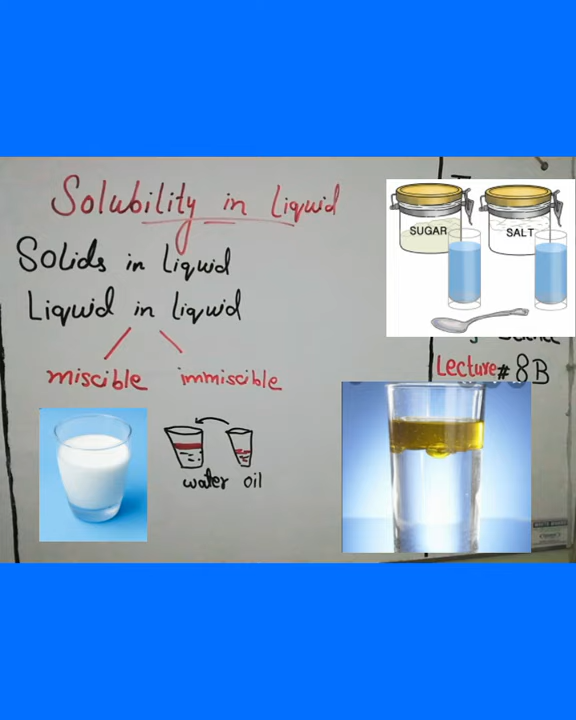 Solubility in Liquid
Solids in liquid
Liquid in liquid
miscible immiscible
water oil
SUGAR SALT
Lecture# 8B